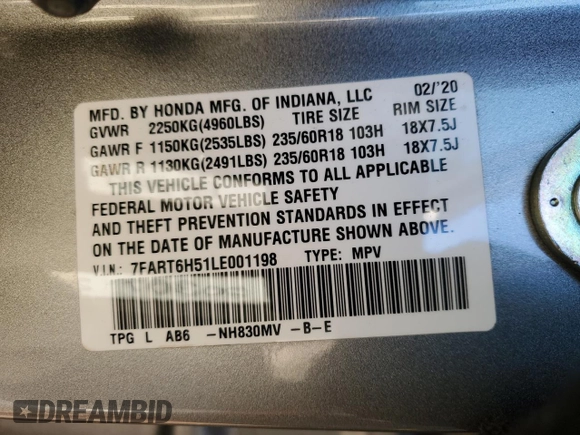 MFD. BY HONDA MFG. OF INDIANA, LLC 02/'20
GVWR 2250KG(4960LBS) TIRE SIZE RIM SIZE
GAWR F 1150KG(2535LBS) 235/60R18 103H 18X7.5J
GAWR R 1130KG(2491LBS) 235/60R18 103H 18X7.5J
THIS VEHICLE CONFORMS TO ALL APPLICABLE
FEDERAL MOTOR VEHICLE SAFETY
AND THEFT PREVENTION STANDARDS IN EFFECT
ON THE DATE OF MANUFACTURE SHOWN ABOVE.
V.I.N.: 7FART6H51LE001198 TYPE: MPV
TPG L AB6 -NH830MV -B-E
DREAMBID